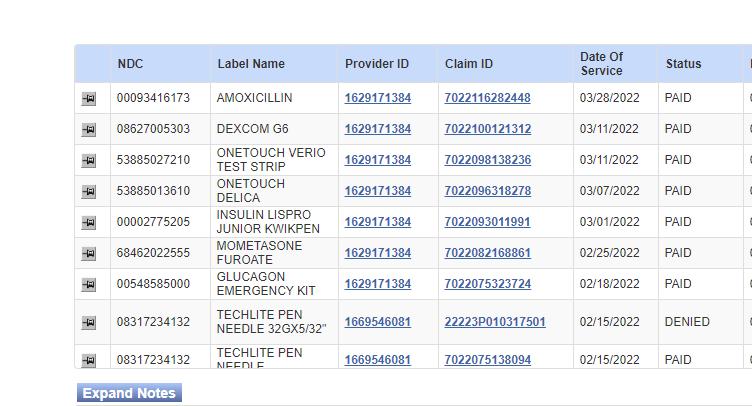 NDC Label Name Provider ID Claim ID Date Of Service Status
00093416173 AMOXICILLIN 1629171384 7022116282448 03/28/2022 PAID
08627005303 DEXCOM G6 1629171384 7022100121312 03/11/2022 PAID
53885027210 ONETOUCH VERIO TEST STRIP 1629171384 7022098138236 03/11/2022 PAID
53885013610 ONETOUCH DELICA 1629171384 7022096318278 03/07/2022 PAID
00002775205 INSULIN LISPRO JUNIOR KWIKPEN 1629171384 7022093011991 03/01/2022 PAID
68462022555 MOMETASONE FUROATE 1629171384 7022082168861 02/25/2022 PAID
00548585000 GLUCAGON EMERGENCY KIT 1629171384 7022075323724 02/18/2022 PAID
08317234132 TECHLITE PEN NEEDLE 32GX5/32" 1669546081 22223P010317501 02/15/2022 DENIED
08317234132 TECHLITE PEN NEEDLE 1669546081 7022075138094 02/15/2022 PAID
Expand Notes